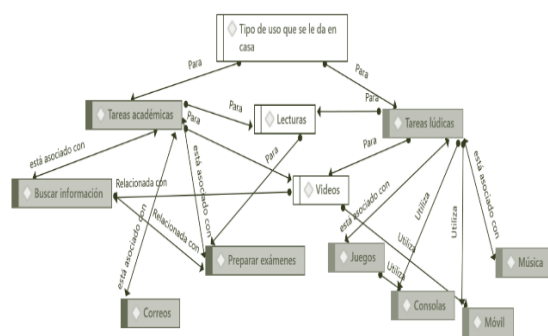 Tipo de uso que se le da en
casa
Para
Para
Tareas académicas
Para
Para
Lecturas
Para
Tareas lúdicas
está asociado con
está asociado con
Para
Para
está asociado con
Buscar información
Relacionada con
Videos
Utiliza
Utiliza
está asociado con
está asociado con
Relacionada con
Preparar exámenes
Juegos
Utiliza
Utiliza
Música
Correos
Consolas
Móvil